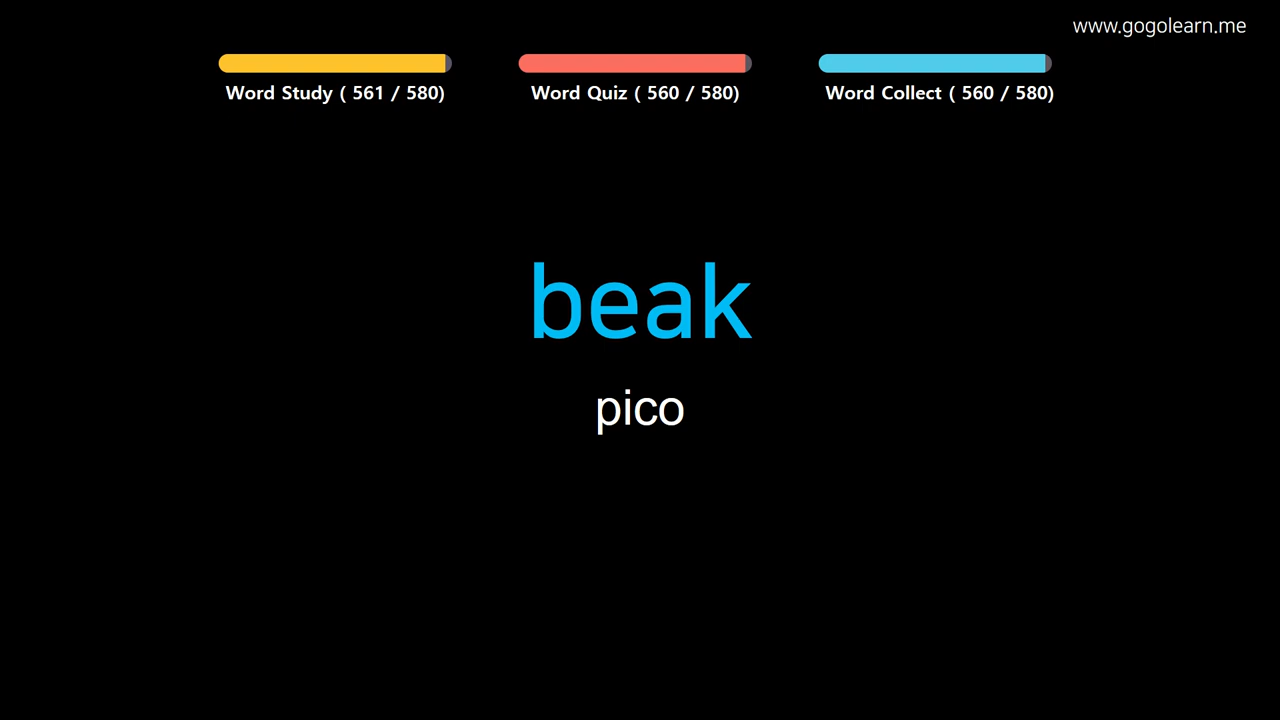 www.gogolearn.me
Word Study ( 561 / 580)
Word Quiz ( 560 / 580)
Word Collect ( 560 / 580)
beak
pico